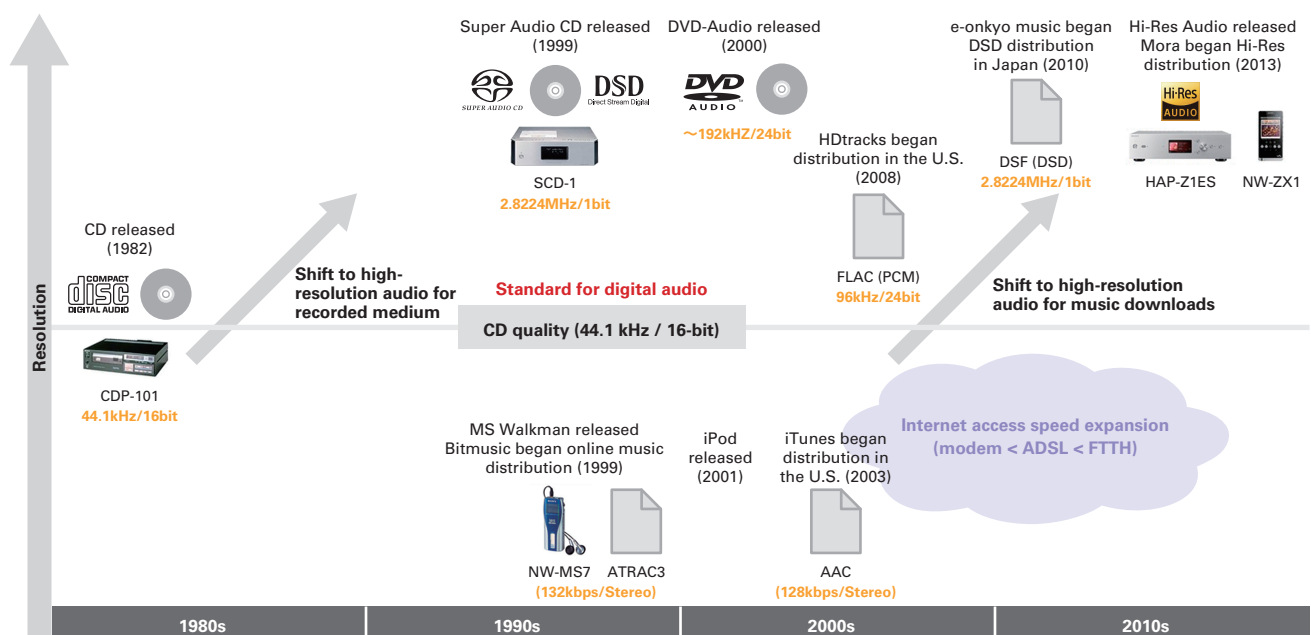 Resolution
CD released
(1982)
COMPACT
disc
DIGITAL AUDIO
CDP-101
44.1kHz/16bit
Shift to high-
resolution audio for
recorded medium
Super Audio CD released
(1999)
SUPER AUDIO CD
DSD
Direct Stream Digital
SCD-1
2.8224MHz/1bit
DVD-Audio released
(2000)
DVD
AUDIO
～192kHZ/24bit
HDtracks began
distribution in the U.S.
(2008)
FLAC (PCM)
96kHz/24bit
e-onkyo music began
DSD distribution
in Japan (2010)
DSF (DSD)
2.8224MHz/1bit
Hi-Res Audio released
Mora began Hi-Res
distribution (2013)
Hi-Res
AUDIO
HAP-Z1ES
NW-ZX1
Standard for digital audio
CD quality (44.1 kHz / 16-bit)
Shift to high-resolution
audio for music downloads
MS Walkman released
Bitmusic began online music
distribution (1999)
NW-MS7
ATRAC3
(132kbps/Stereo)
iPod
released
(2001)
iTunes began
distribution in
the U.S. (2003)
AAC
(128kbps/Stereo)
Internet access speed expansion
(modem < ADSL < FTTH)
1980s
1990s
2000s
2010s